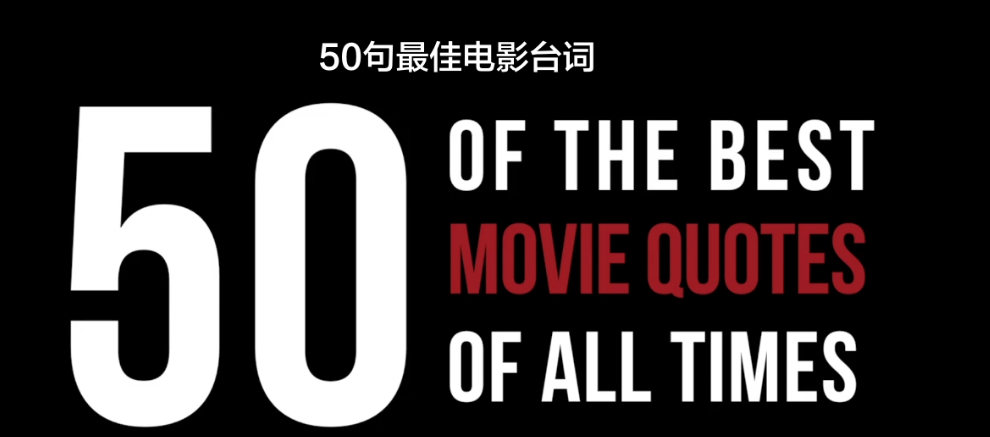 50句最佳电影台词
50
OF THE BEST
MOVIE QUOTES
OF ALL TIMES